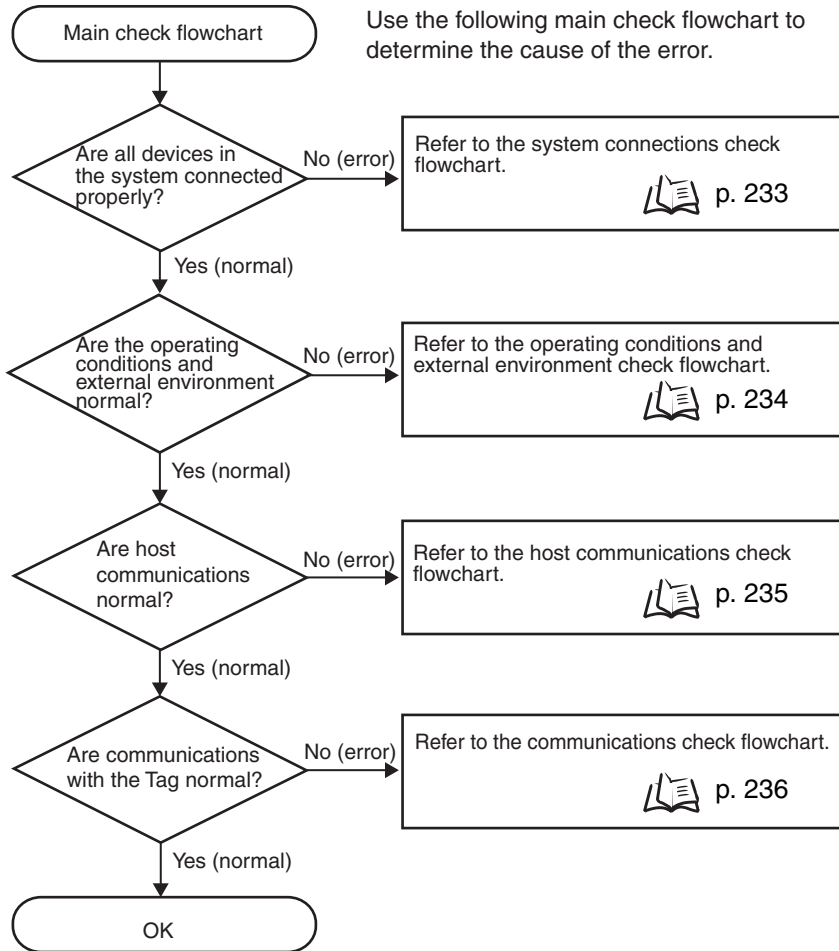 Main check flowchart
Use the following main check flowchart to
determine the cause of the error.
Are all devices in
the system connected
properly?
No (error)
Refer to the system connections check
flowchart.
p. 233
Yes (normal)
Are the operating
conditions and
external environment
normal?
No (error)
Refer to the operating conditions and
external environment check flowchart.
p. 234
Yes (normal)
Are host
communications
normal?
No (error)
Refer to the host communications check
flowchart.
p. 235
Yes (normal)
Are communications
with the Tag normal?
No (error)
Refer to the communications check flowchart.
p. 236
Yes (normal)
OK